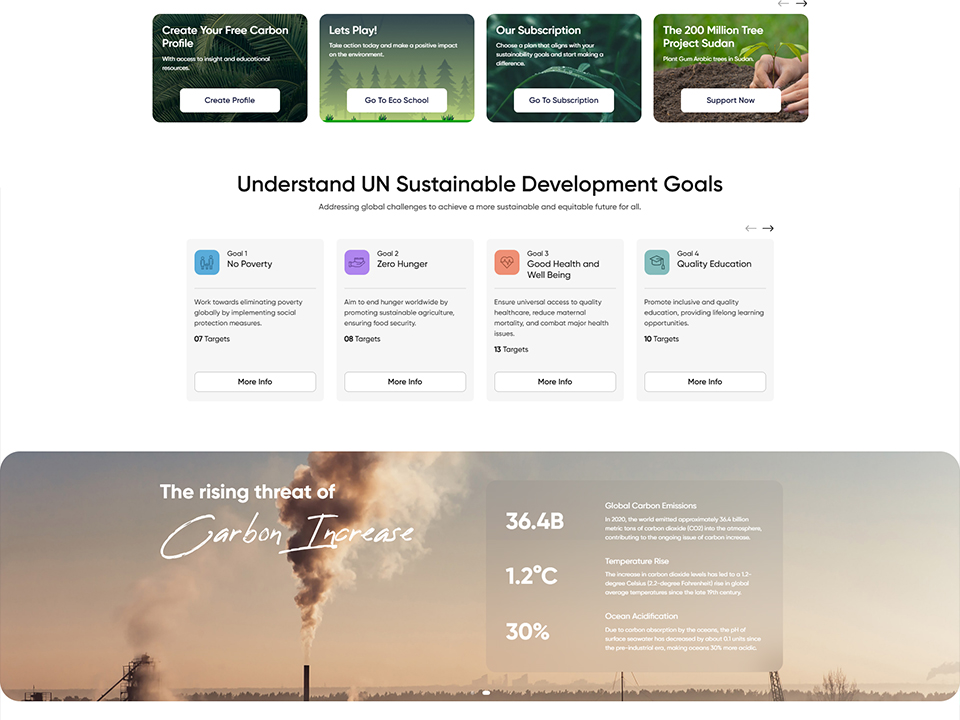 Create Your Free Carbon
Profile
With access to insight and educational
resources.
Create Profile
Lets Play!
Take action today and make a positive impact
on the environment.
Go To Eco School
Our Subscription
Choose a plan that aligns with your
sustainability goals and start making a
difference.
Go To Subscription
The 200 Million Tree
Project Sudan
Plant Gum Arabic trees in Sudan.
Support Now
Understand UN Sustainable Development Goals
Addressing global challenges to achieve a more sustainable and equitable future for all.
Goal 1
No Poverty
Work towards eliminating poverty
globally by implementing social
protection measures.
07 Targets
More Info
Goal 2
Zero Hunger
Aim to end hunger worldwide by
promoting sustainable agriculture,
ensuring food security.
08 Targets
More Info
Goal 3
Good Health and
Well Being
Ensure universal access to quality
healthcare, reduce maternal
mortality, and combat major health
issues.
13 Targets
More Info
Goal 4
Quality Education
Promote inclusive and quality
education, providing lifelong learning
opportunities.
10 Targets
More Info
The rising threat of
Carbon Increase
36.4B
Global Carbon Emissions
In 2020, the world emitted approximately 36.4 billion
metric tons of carbon dioxide (CO2) into the atmosphere,
contributing to the ongoing issue of carbon increase.
1.2°C
Temperature Rise
The increase in carbon dioxide levels has led to a 1.2-
degree Celsius (2.2-degree Fahrenheit) rise in global
average temperatures since the late 19th century.
30%
Ocean Acidification
Due to carbon absorption by the oceans, the pH of
surface seawater has decreased by about 0.1 units since
the pre-industrial era, making oceans 30% more acidic.